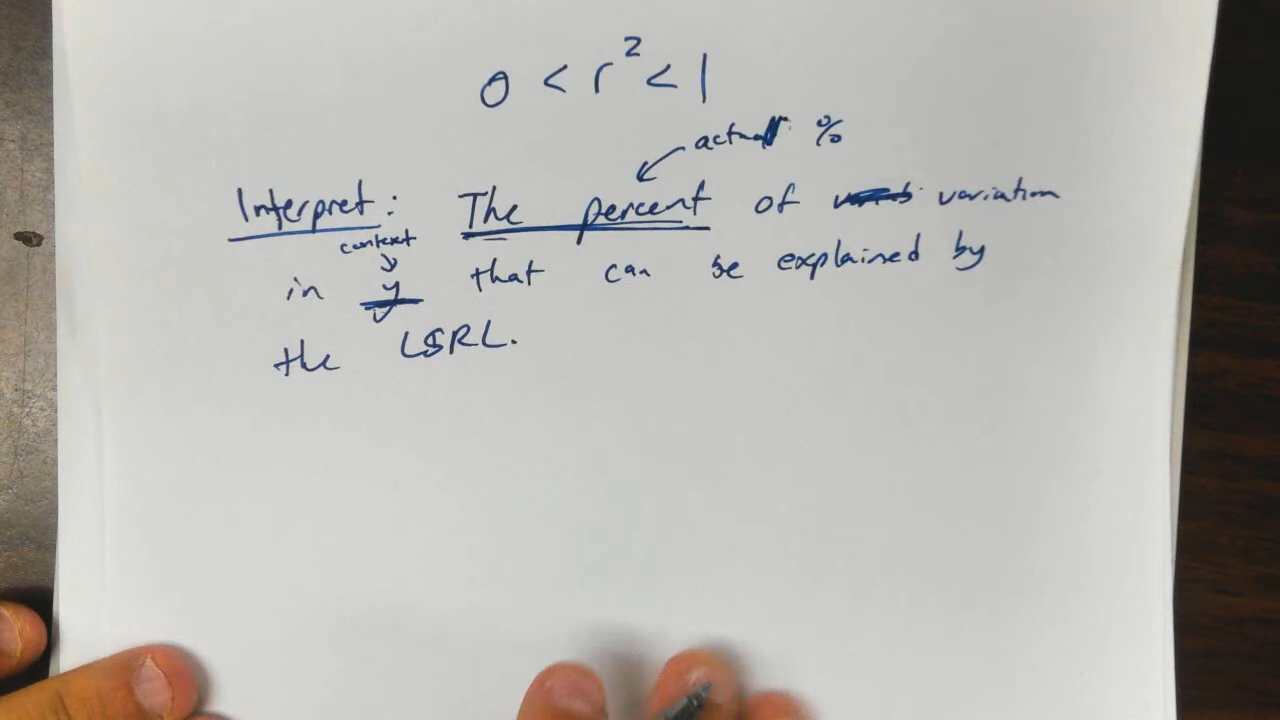 0 < r² < 1
actual %
Interpret: The percent of variation
context
in y that can be explained by
the LSRL.